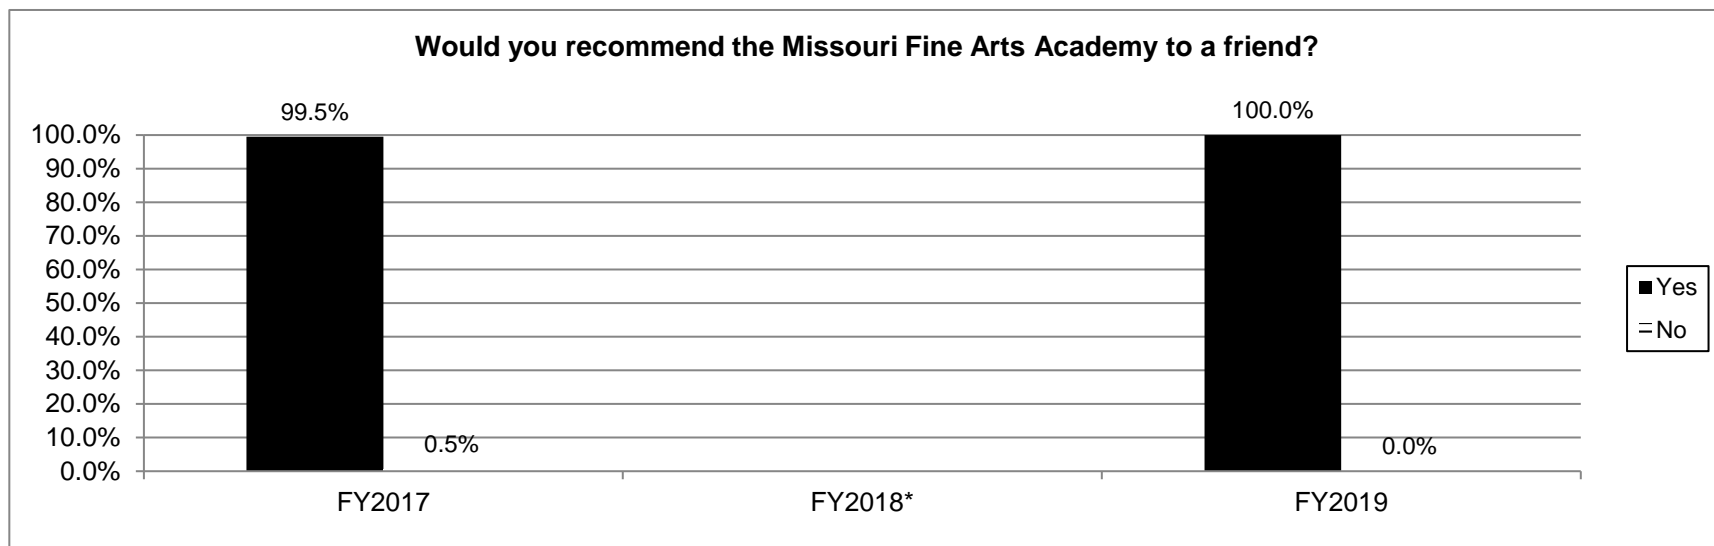 Would you recommend the Missouri Fine Arts Academy to a friend?
99.5%
100.0%
100.0%
90.0%
80.0%
70.0%
60.0%
50.0%
40.0%
30.0%
20.0%
10.0%
0.0%
0.5%
0.0%
FY2017
FY2018*
FY2019
Yes
No